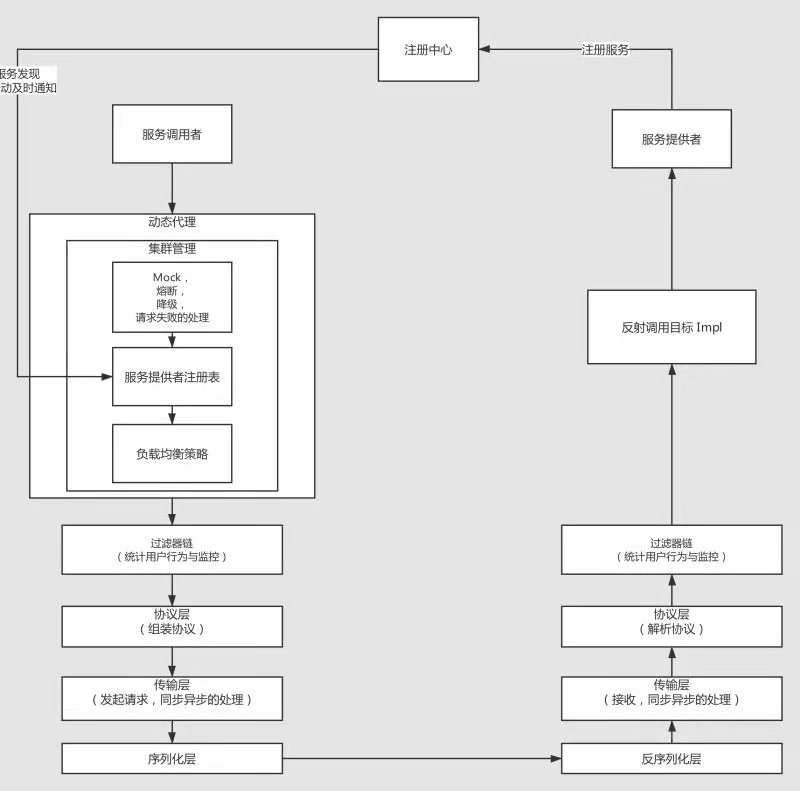 注册中心
注册服务
服务发现
动及时通知
服务调用者
服务提供者
动态代理
集群管理
Mock，
熔断，
降级，
请求失败的处理
反射调用目标 Impl
服务提供者注册表
负载均衡策略
过滤器链
（统计用户行为与监控）
过滤器链
（统计用户行为与监控）
协议层
（组装协议）
协议层
（解析协议）
传输层
（发起请求，同步异步的处理）
传输层
（接收，同步异步的处理）
序列化层
反序列化层